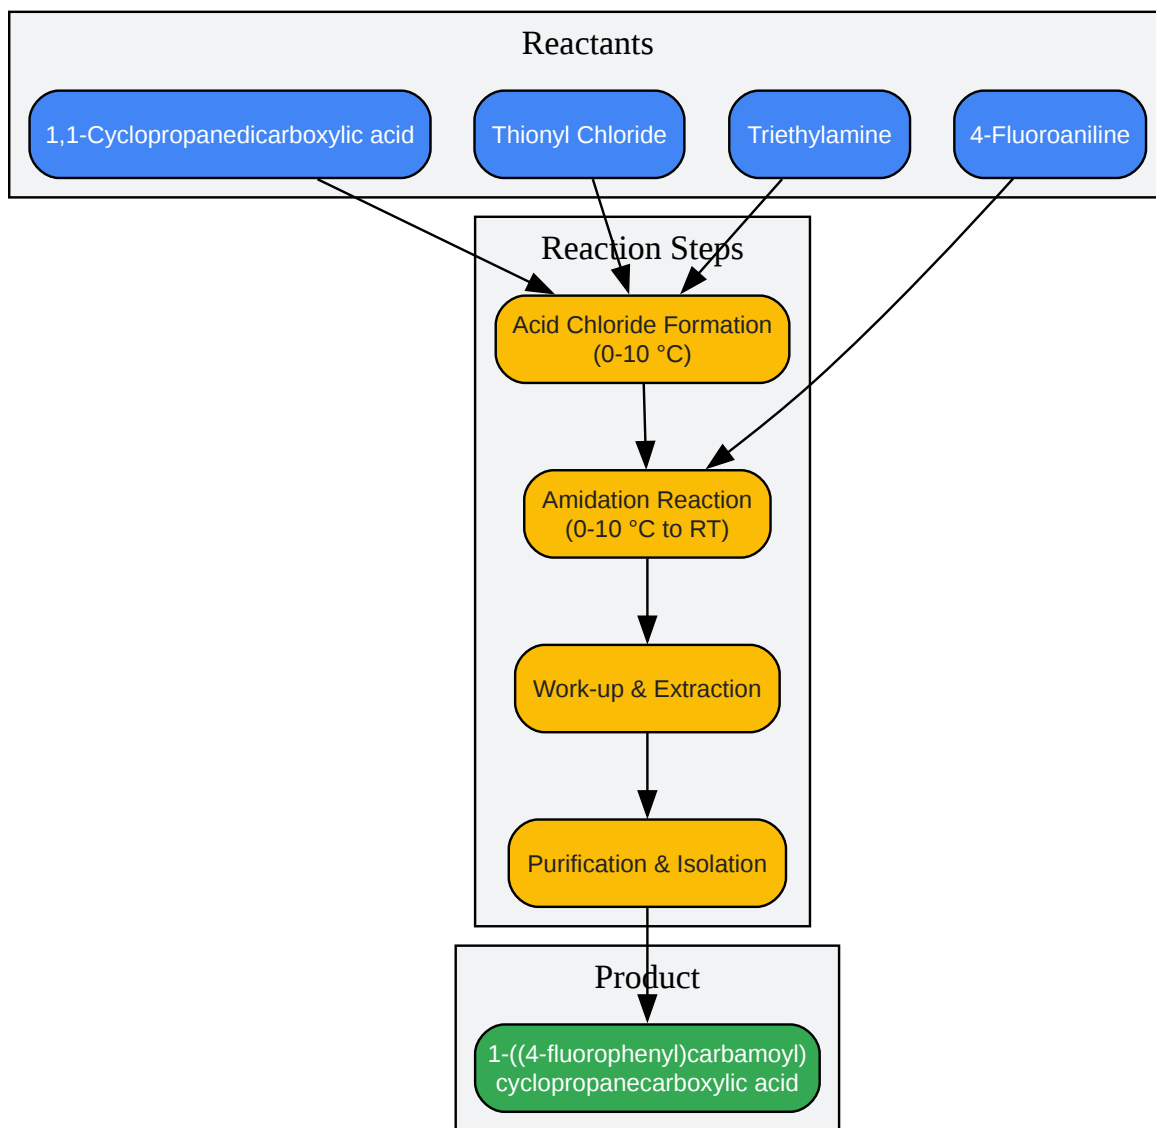 Reactants
1,1-Cyclopropanedicarboxylic acid
Thionyl Chloride
Triethylamine
4-Fluoroaniline
Reaction Steps
Acid Chloride Formation
(0-10 °C)
Amidation Reaction
(0-10 °C to RT)
Work-up & Extraction
Purification & Isolation
Product
1-((4-fluorophenyl)carbamoyl)
cyclopropanecarboxylic acid